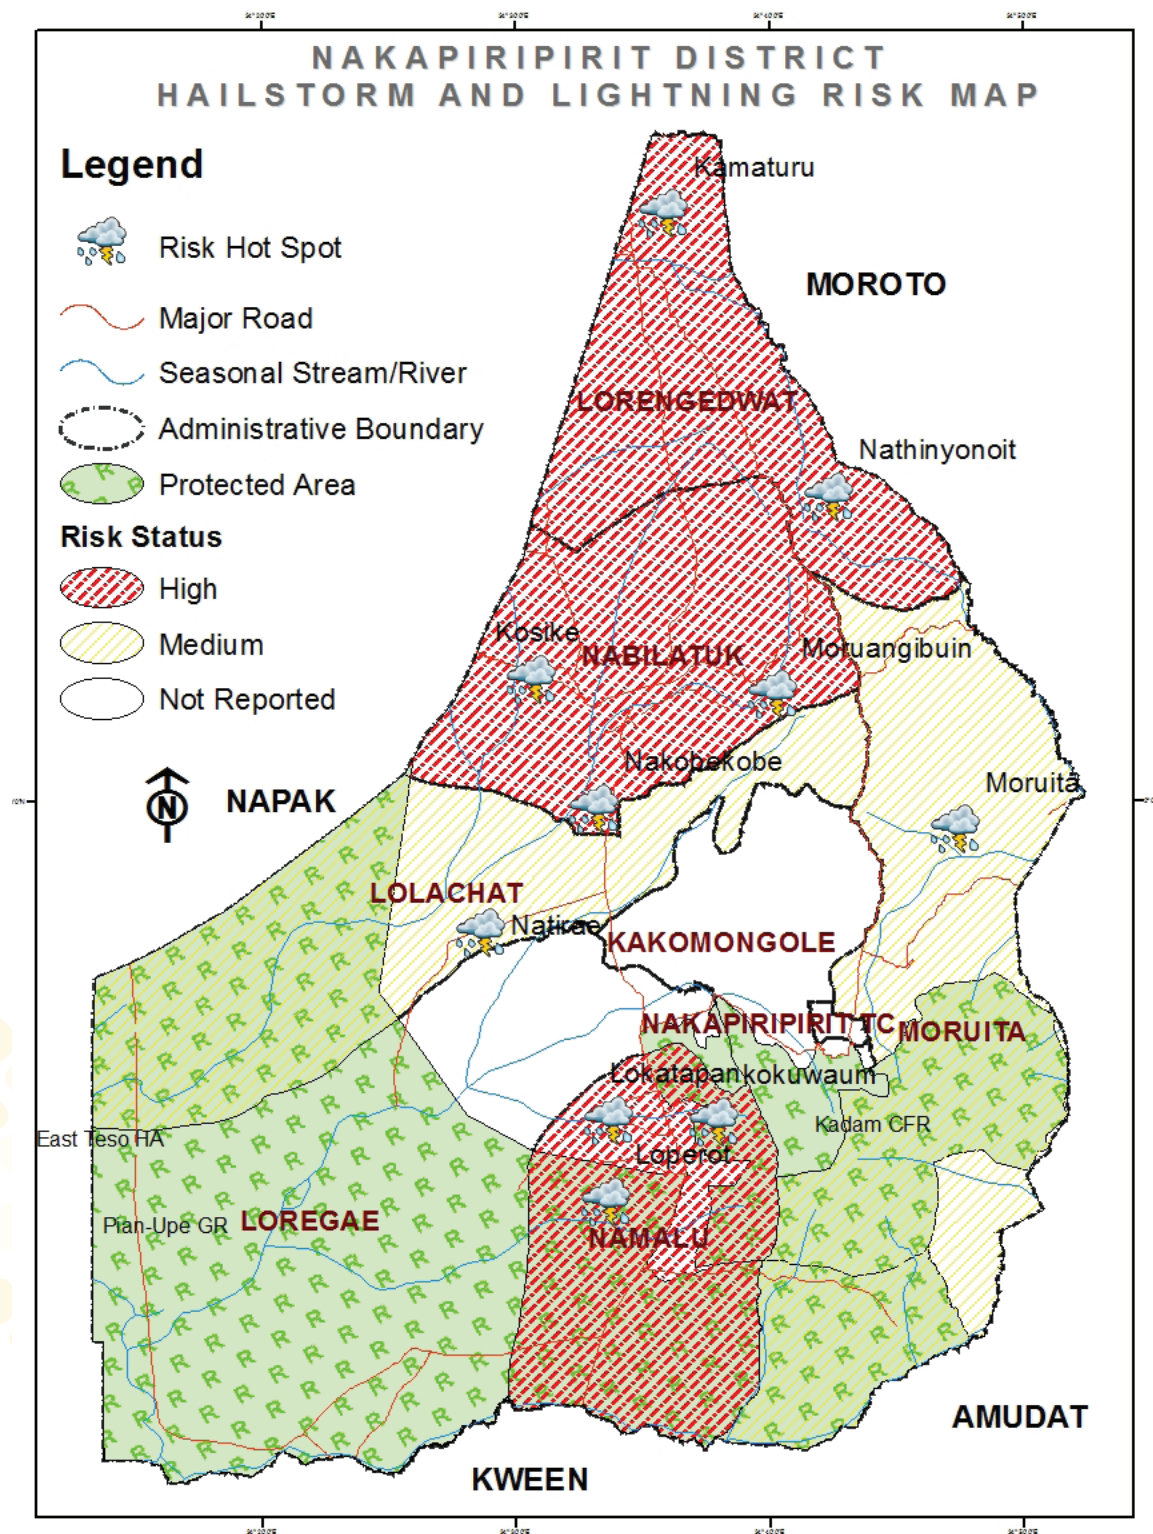 NAKAPIRIPIRIT DISTRICT
HAILSTORM AND LIGHTNING RISK MAP
Legend
Risk Hot Spot
Major Road
Seasonal Stream/River
Administrative Boundary
Protected Area
Risk Status
High
Medium
Not Reported
Kamaturu
MOROTO
LORENGEDWAT
Nathinyonoit
Kosike
NABILATUK
Moruangibuin
Nakobekobe
Moruita
NAPAK
N
LOLACHAT
Natirae
KAKOMONGOLE
NAKAPIRIPIRIT TC
MORUITA
Lokatapankokuwaum
Kadam CFR
East Teso HA
Loperot
Pian-Upe GR
LOREGAE
NAMALU
AMUDAT
KWEEN